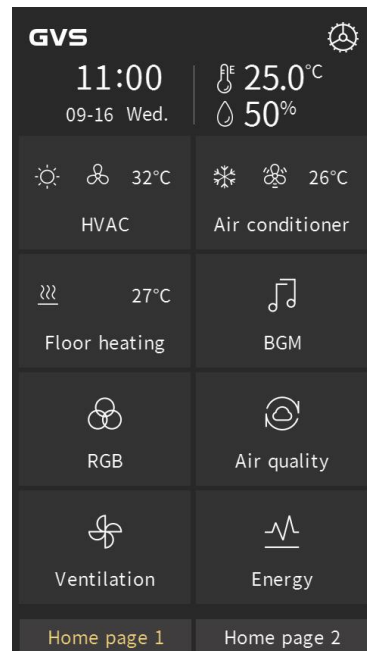 GVS
11:00
09-16 Wed.
25.0°C
50%
32°C
HVAC
26°C
Air conditioner
27°C
Floor heating
BGM
RGB
Air quality
Ventilation
Energy
Home page 1
Home page 2